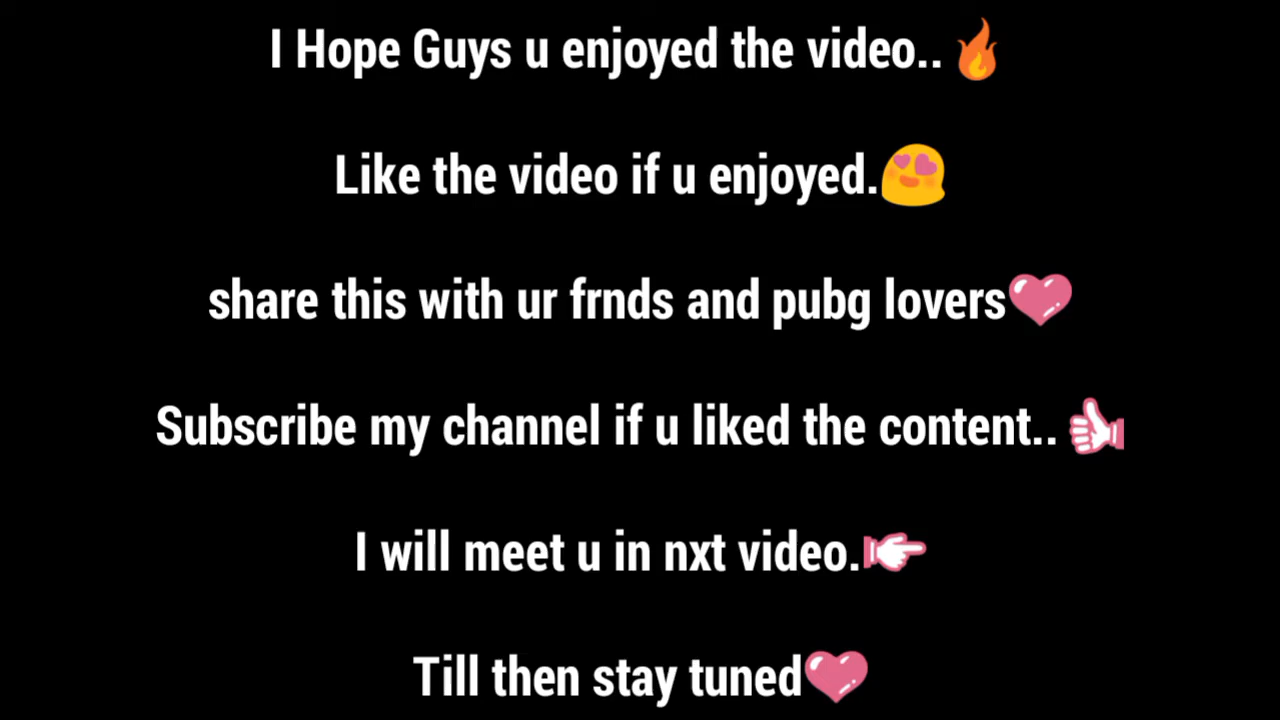 I Hope Guys u enjoyed the video.. 🔥
Like the video if u enjoyed.😍
share this with ur frnds and pubg lovers💗
Subscribe my channel if u liked the content.. 👍
I will meet u in nxt video.👉
Till then stay tuned💗